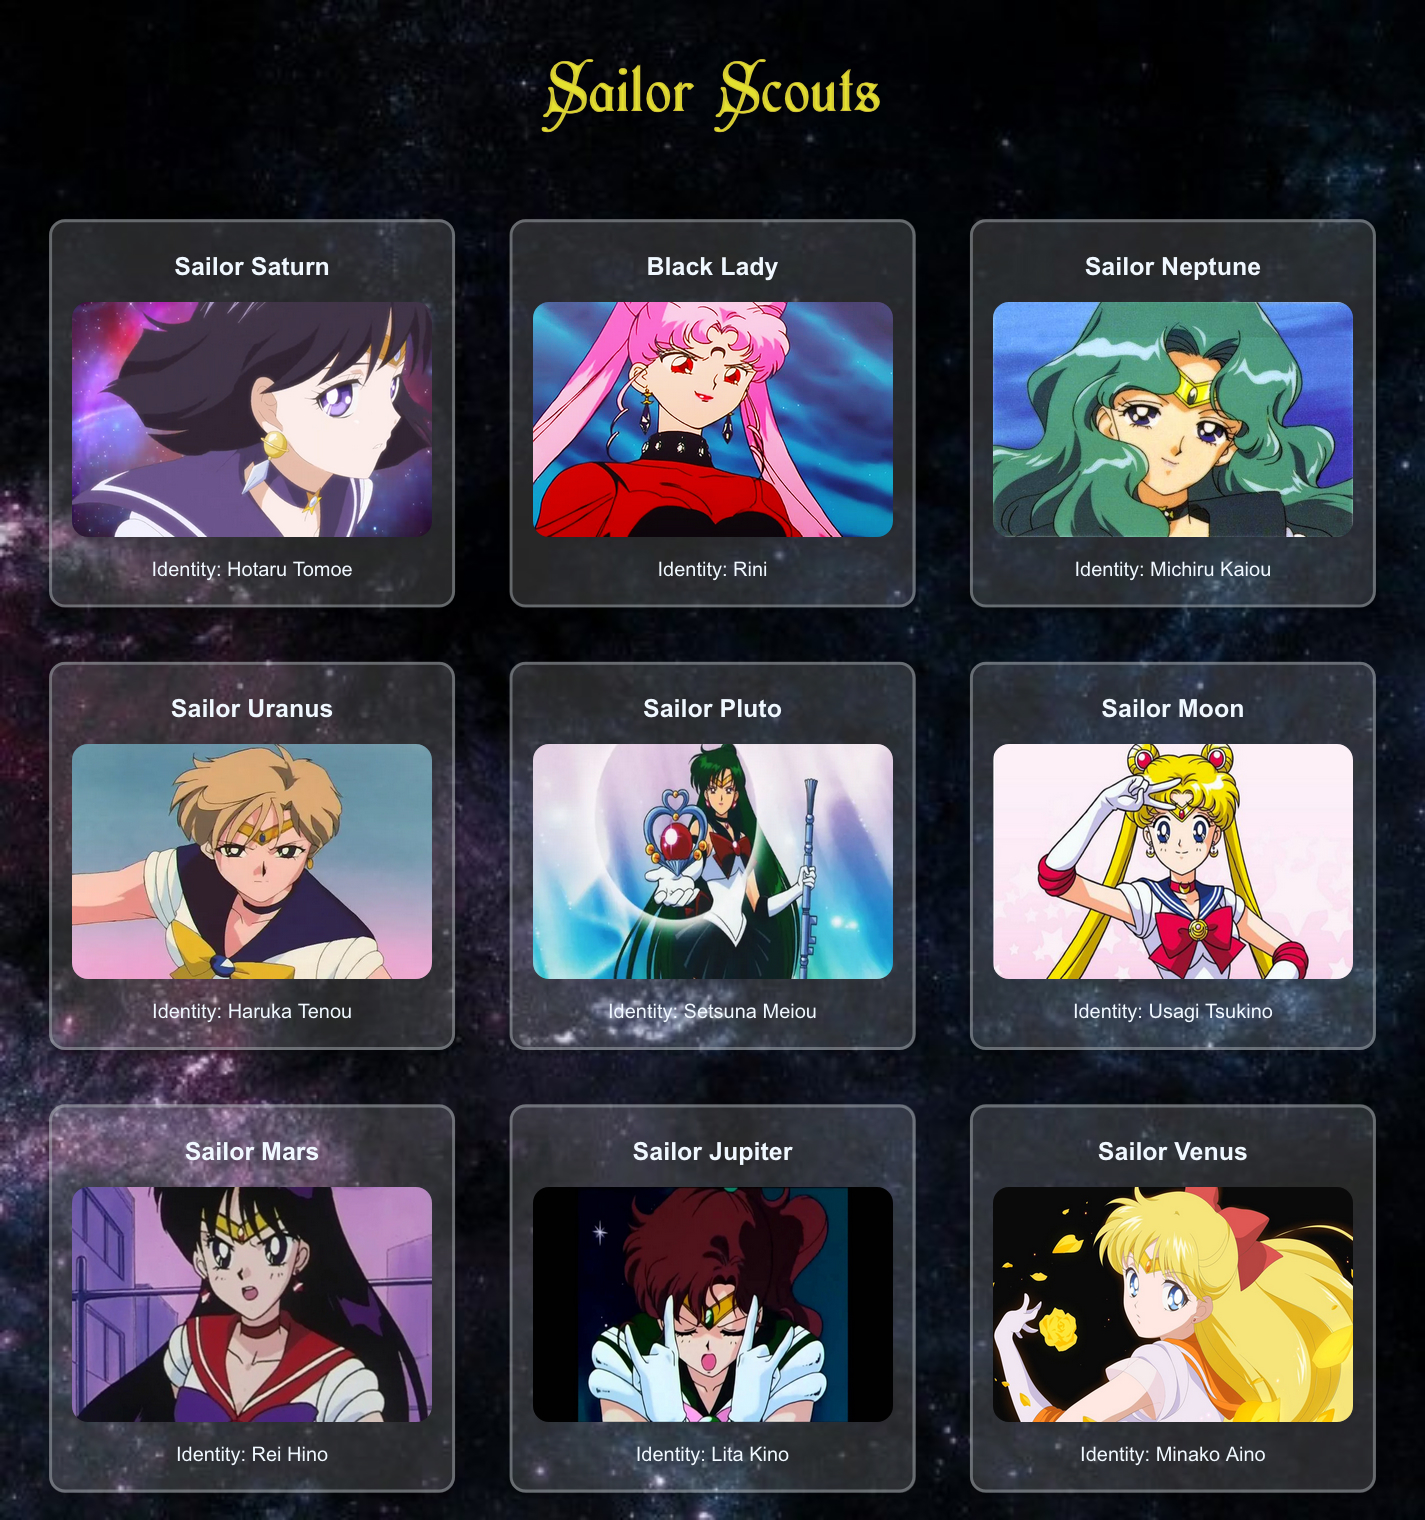 Sailor Scouts
Sailor Saturn
Identity: Hotaru Tomoe
Black Lady
Identity: Rini
Sailor Neptune
Identity: Michiru Kaiou
Sailor Uranus
Identity: Haruka Tenou
Sailor Pluto
Identity: Setsuna Meiou
Sailor Moon
Identity: Usagi Tsukino
Sailor Mars
Identity: Rei Hino
Sailor Jupiter
Identity: Lita Kino
Sailor Venus
Identity: Minako Aino